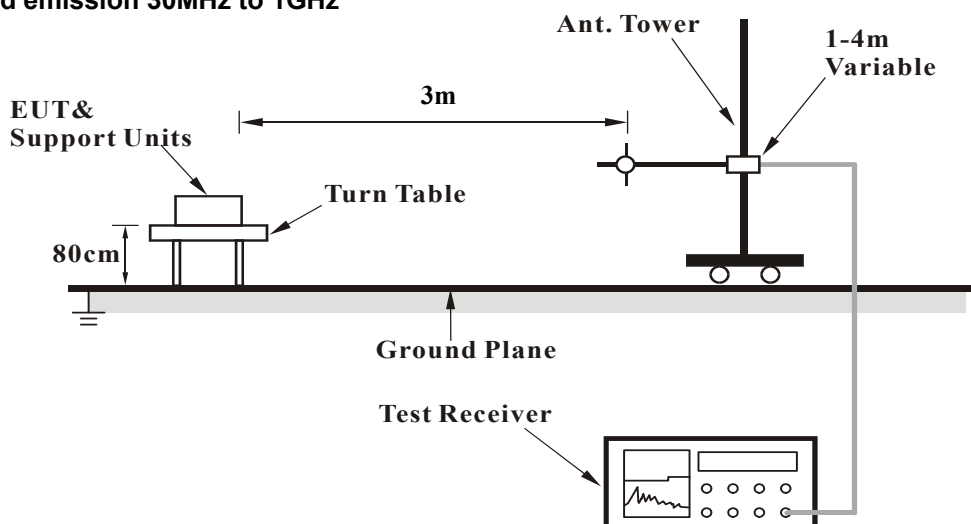 d emission 30MHz to 1GHz
Ant. Tower
1-4m
Variable
3m
EUT&
Support Units
Turn Table
80cm
Ground Plane
Test Receiver